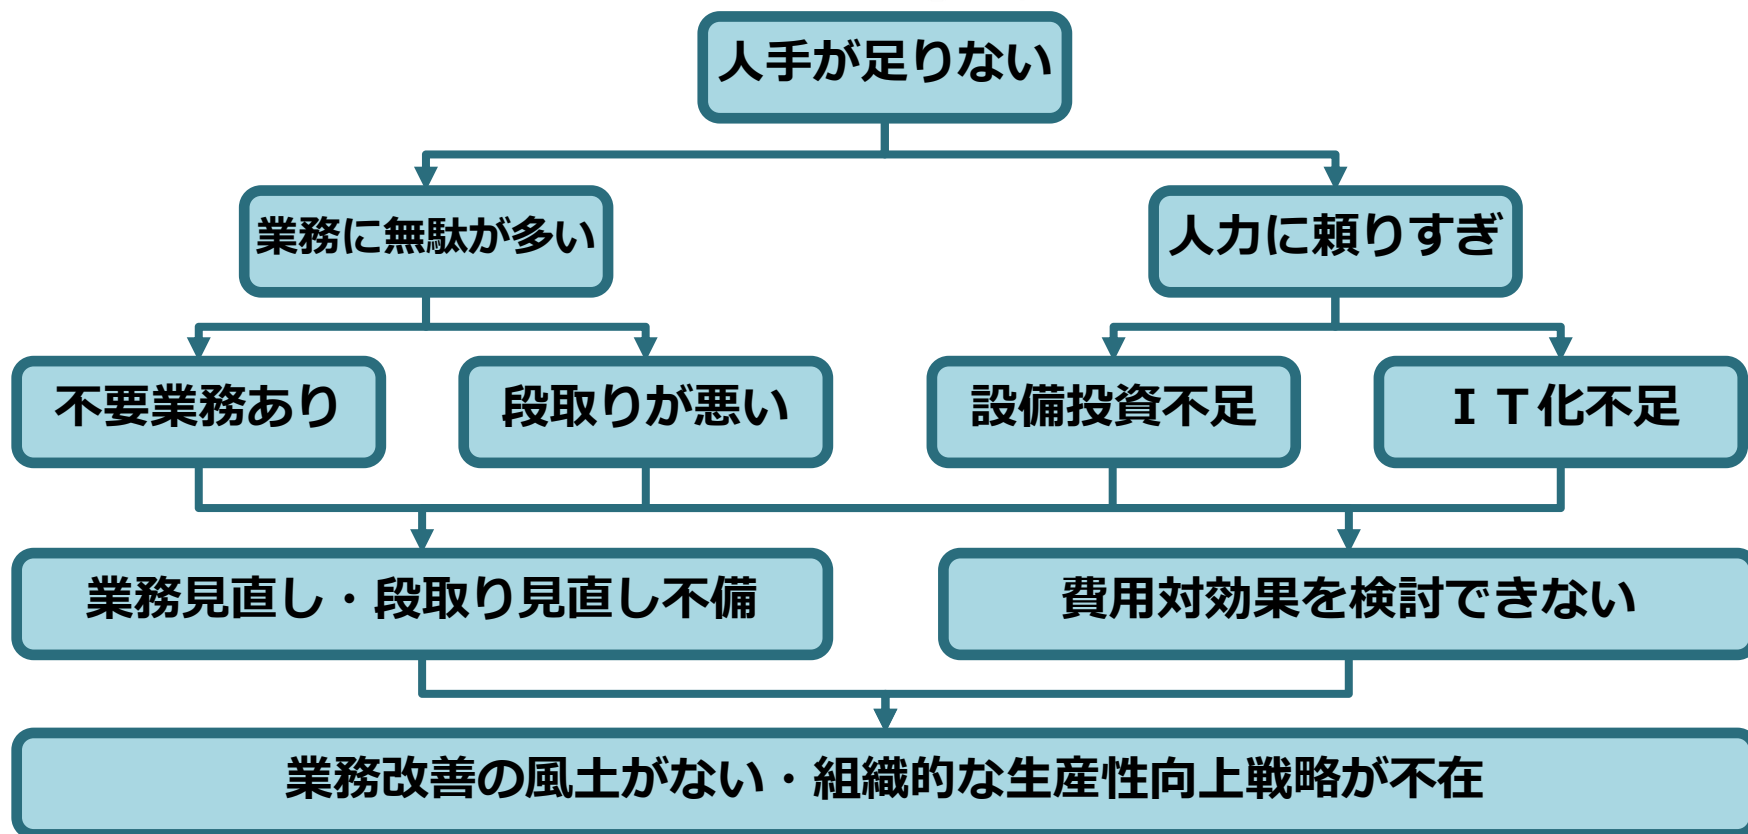 人手が足りない
業務に無駄が多い
人力に頼りすぎ
不要業務あり
段取りが悪い
設備投資不足
ＩＴ化不足
業務見直し・段取り見直し不備
費用対効果を検討できない
業務改善の風土がない・組織的な生産性向上戦略が不在